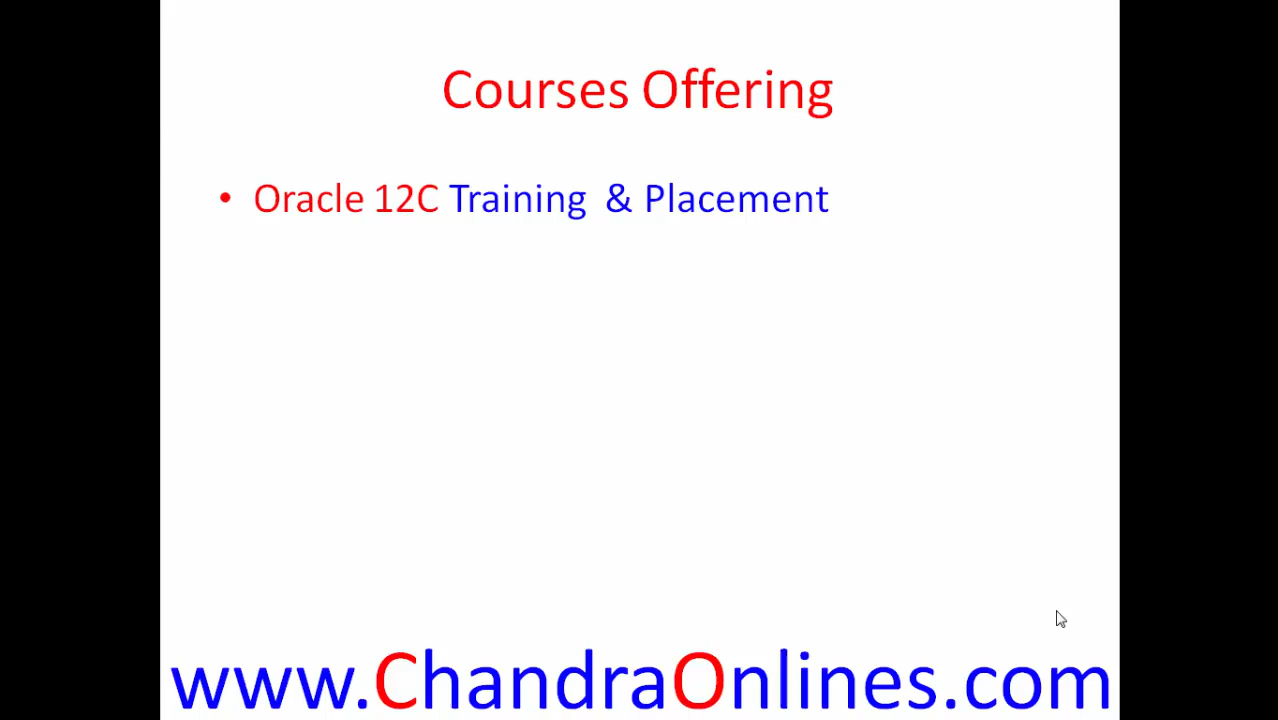 Courses Offering
• Oracle 12C Training & Placement
www.ChandraOnlines.com